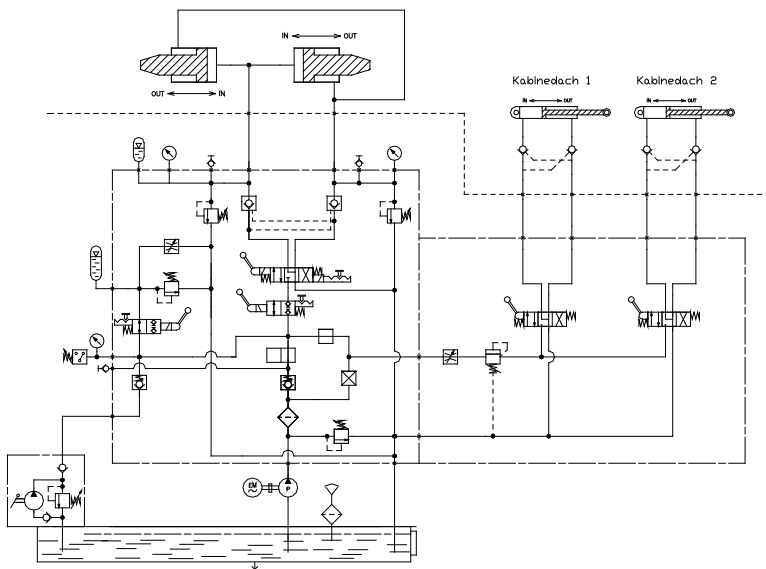 IN OUT
OUT IN
Kabinedach 1
Kabinedach 2
IN OUT
IN OUT
EM
P